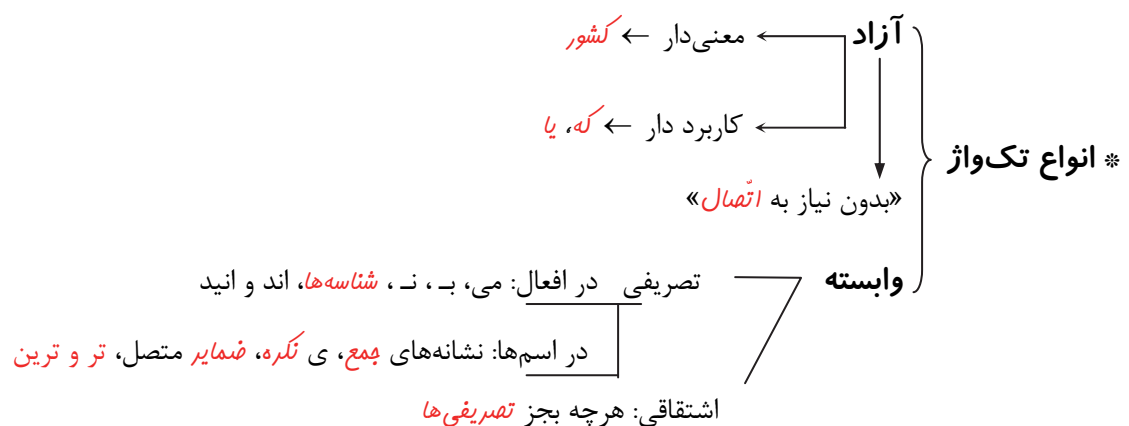 آزاد ← معنی‌دار ← کشور
کاربرد دار ← که، یا
* انواع تک‌واژ
«بدون نیاز به اتّصال»
وابسته تصریفی در افعال: می، بـ ، نـ ، شناسه‌ها، اند و انید
در اسم‌ها: نشانه‌های جمع، ی نکره، ضمایر متصل، تر و ترین
اشتقاقی: هرچه بجز تصریفی‌ها